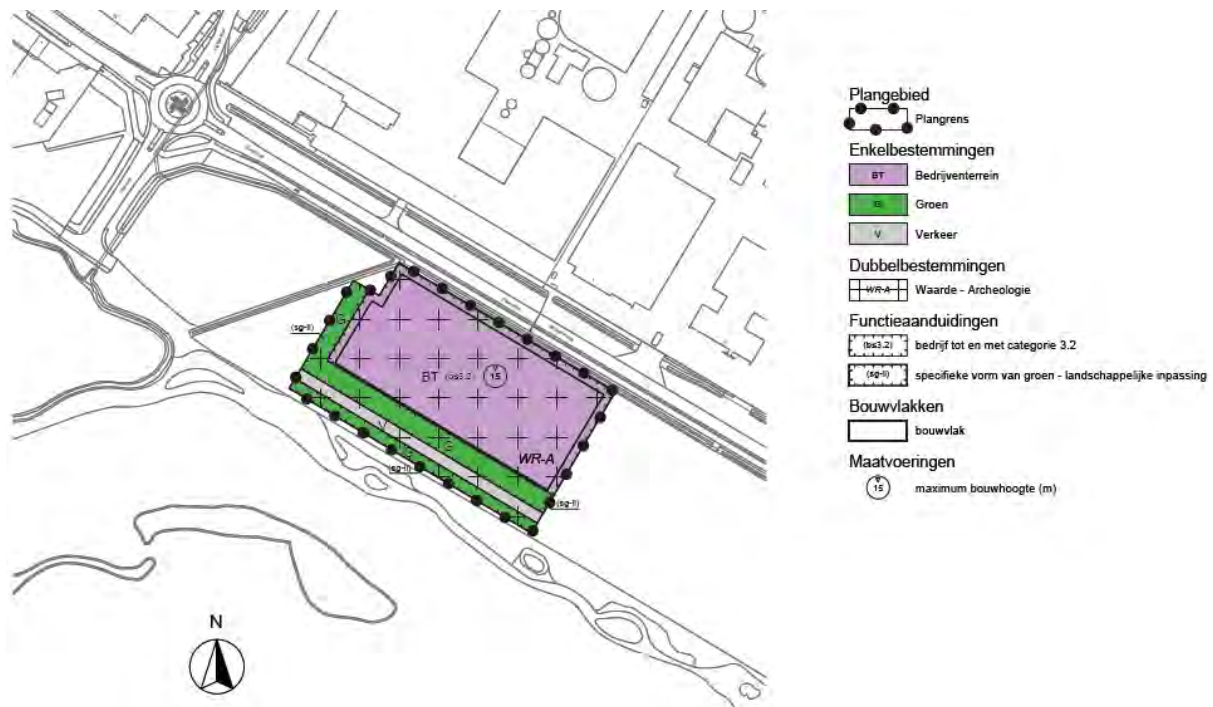 Plangebied
Plangrens
Enkelbestemmingen
BT Bedrijventerrein
G Groen
V Verkeer
Dubbelbestemmingen
WR-A Waarde - Archeologie
Functieaanduidingen
(b≤3.2) bedrijf tot en met categorie 3.2
(sg-li) specifieke vorm van groen - landschappelijke inpassing
Bouwvlakken
bouwvlak
Maatvoeringen
15 maximum bouwhoogte (m)
G
(sg-li)
BT (b≤3.2) 15
V
G
G
WR-A
(sg-li)
(sg-li)
N